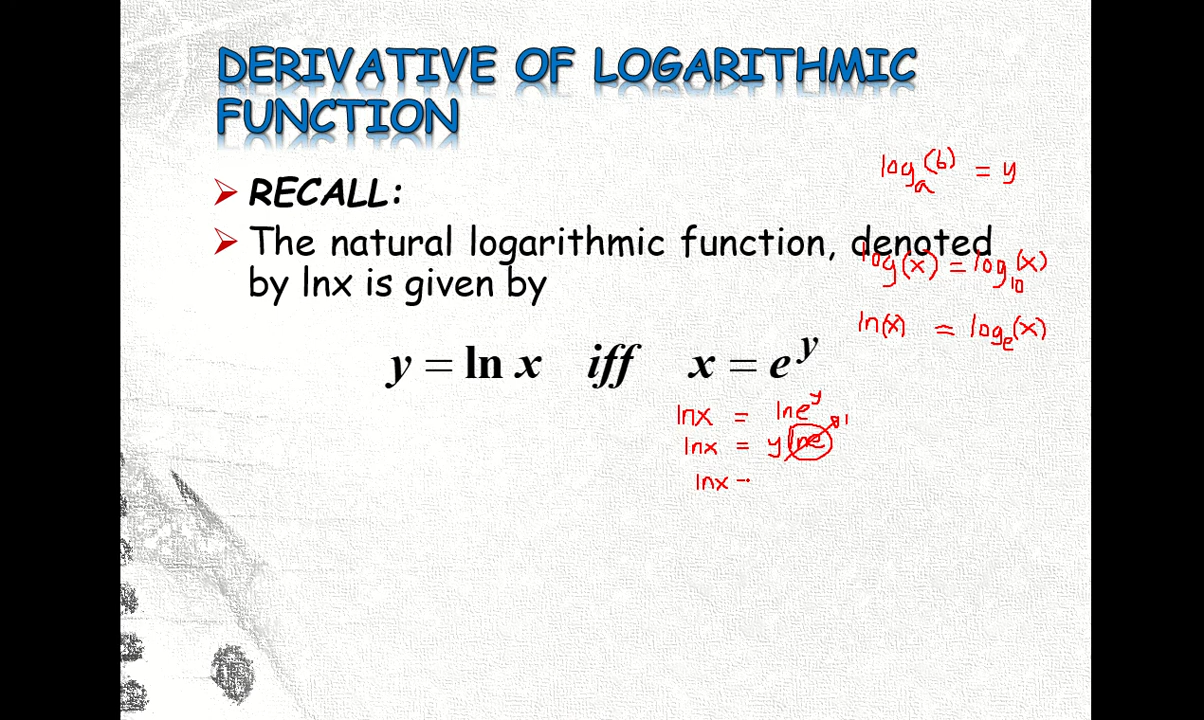 DERIVATIVE OF LOGARITHMIC
FUNCTION
log_a(b) = y
➢ RECALL:
➢ The natural logarithmic function, denoted
by lnx is given by
log(x) = log_10(x)
ln(x) = log_e(x)
y = ln x iff x = e^y
lnx = lne^y
lnx = y lne 1
lnx -